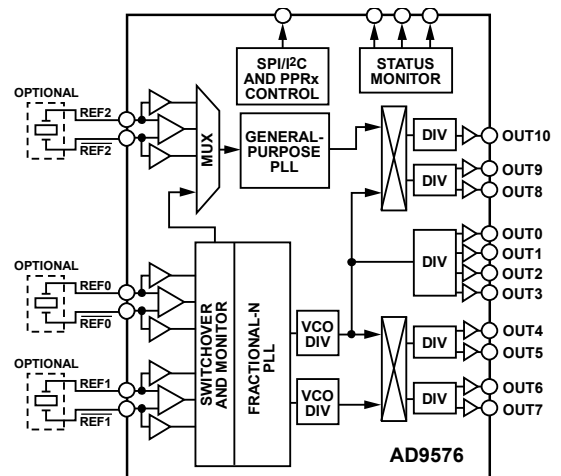 SPI/I2C
AND PPRx
CONTROL
STATUS
MONITOR
OPTIONAL
REF2
REF2
MUX
GENERAL-
PURPOSE
PLL
DIV
OUT10
DIV
OUT9
OUT8
DIV
OUT0
OUT1
OUT2
OUT3
OPTIONAL
REF0
REF0
SWITCHOVER
AND MONITOR
FRACTIONAL-N
PLL
VCO
DIV
DIV
OUT4
OUT5
OPTIONAL
REF1
REF1
VCO
DIV
DIV
OUT6
OUT7
AD9576